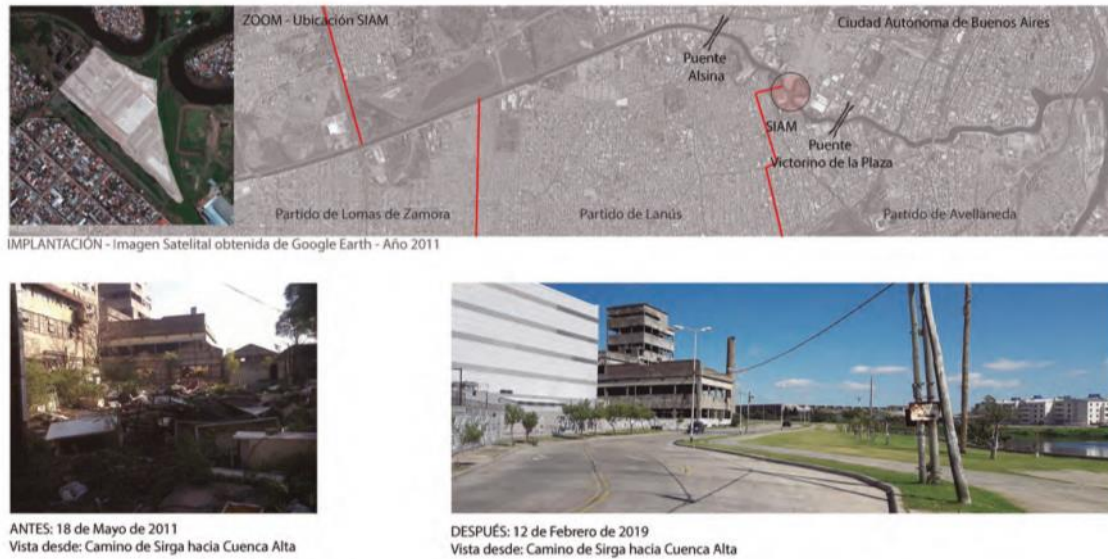 ZOOM - Ubicación SIAM
Ciudad Autónoma de Buenos Aires
Puente
Alsina
SIAM
Puente
Victorino de la Plaza
Partido de Lomas de Zamora
Partido de Lanús
Partido de Avellaneda
IMPLANTACIÓN - Imagen Satelital obtenida de Google Earth - Año 2011
ANTES: 18 de Mayo de 2011
Vista desde: Camino de Sirga hacia Cuenca Alta
DESPUÉS: 12 de Febrero de 2019
Vista desde: Camino de Sirga hacia Cuenca Alta